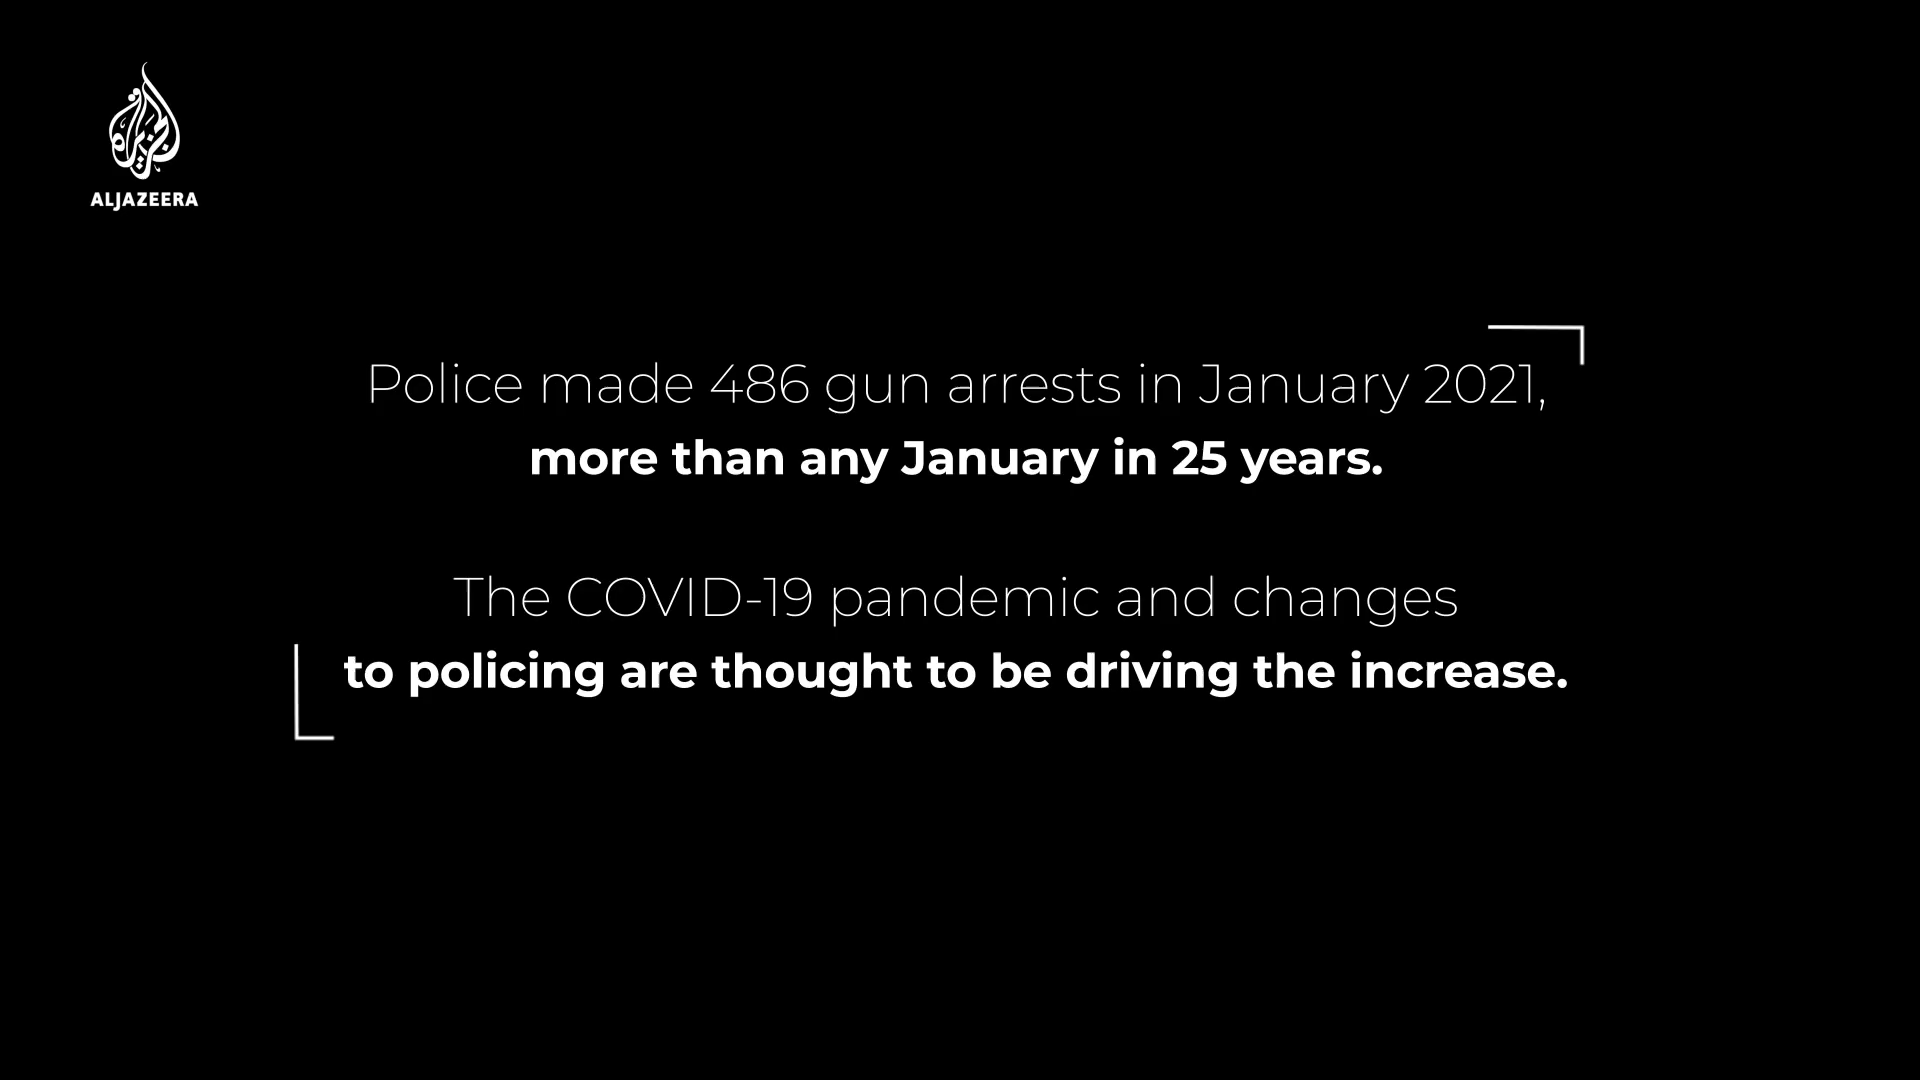 الجزيرة
ALJAZEERA
Police made 486 gun arrests in January 2021,
more than any January in 25 years.
The COVID-19 pandemic and changes
to policing are thought to be driving the increase.